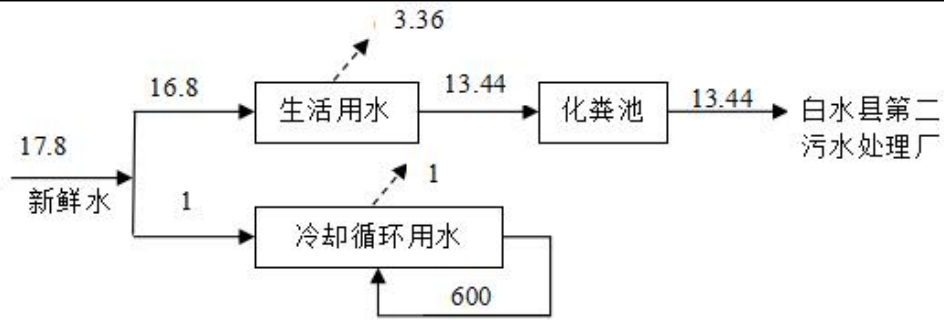 3.36
16.8
生活用水
13.44
化粪池
13.44
白水县第二
污水处理厂
17.8
新鲜水
1
1
冷却循环用水
600